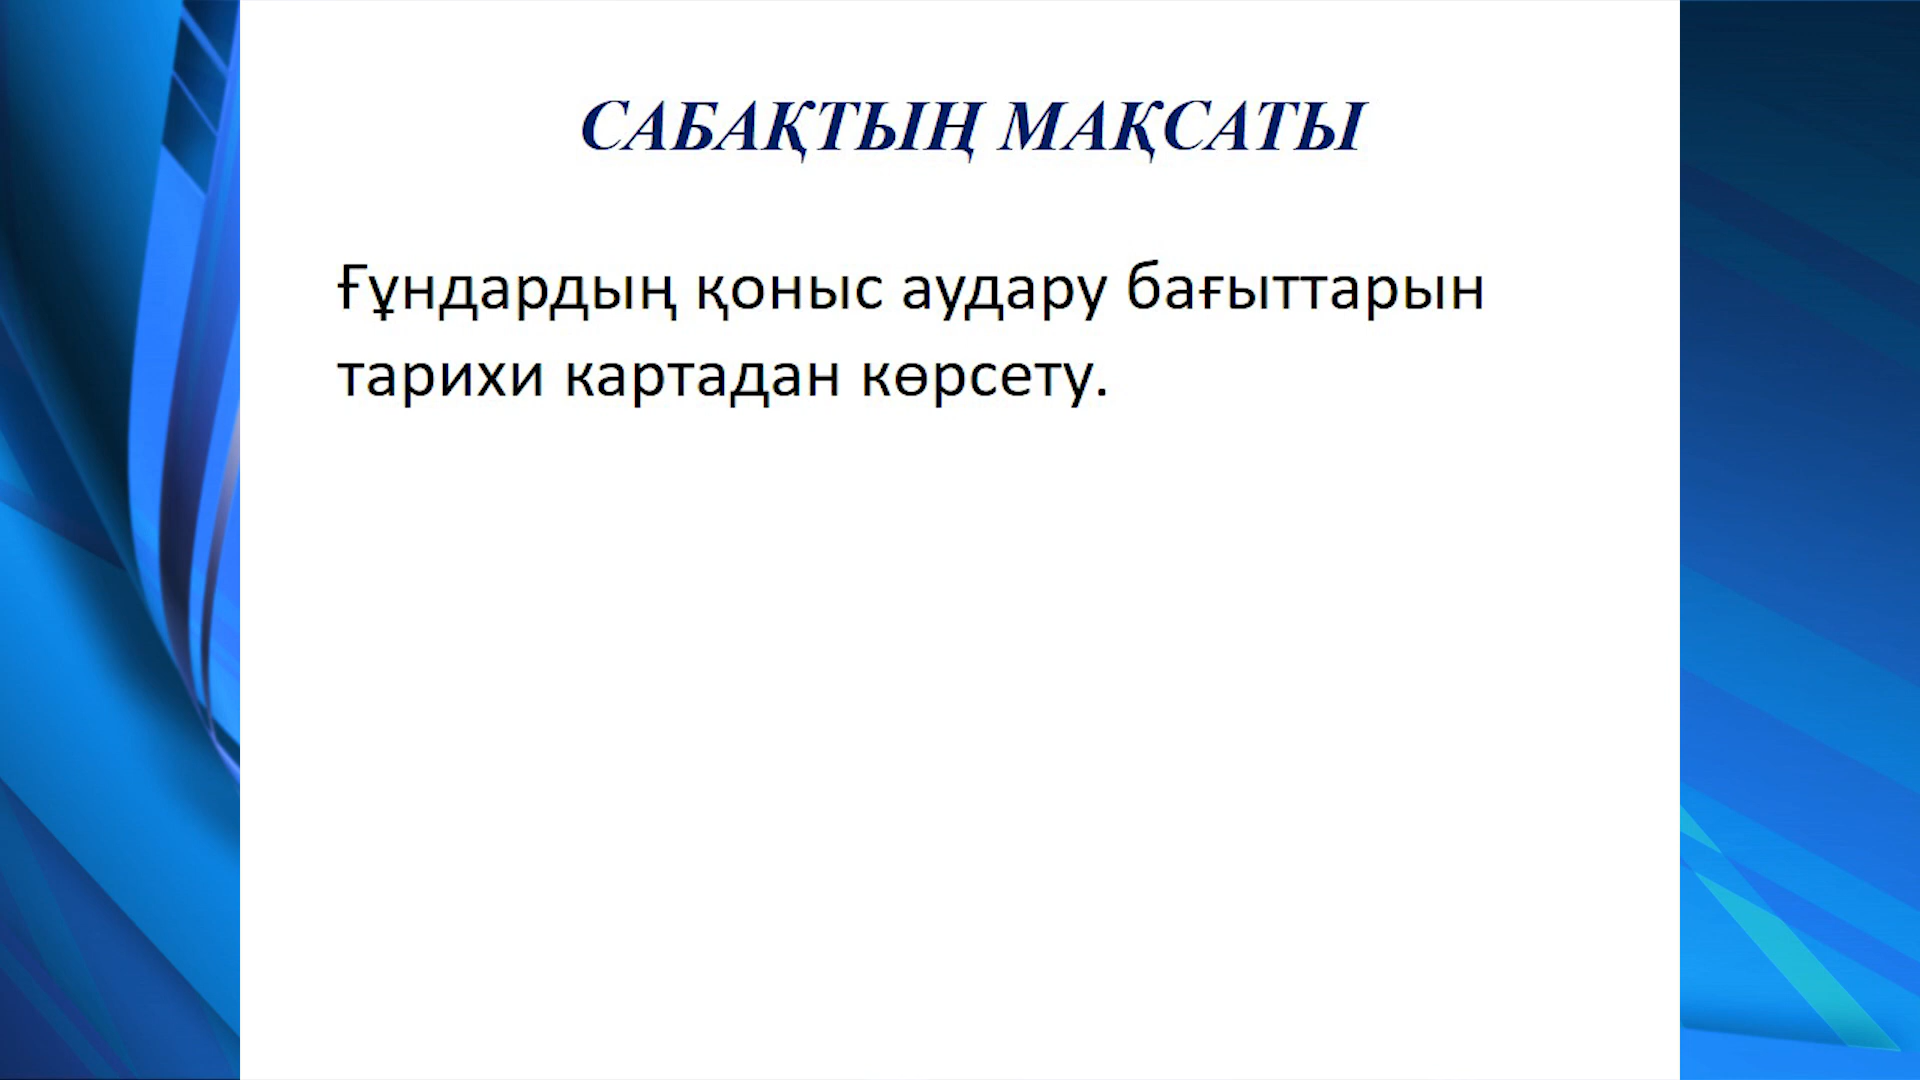 САБАҚТЫҢ МАҚСАТЫ
Ғұндардың қоныс аудару бағыттарын
тарихи картадан көрсету.